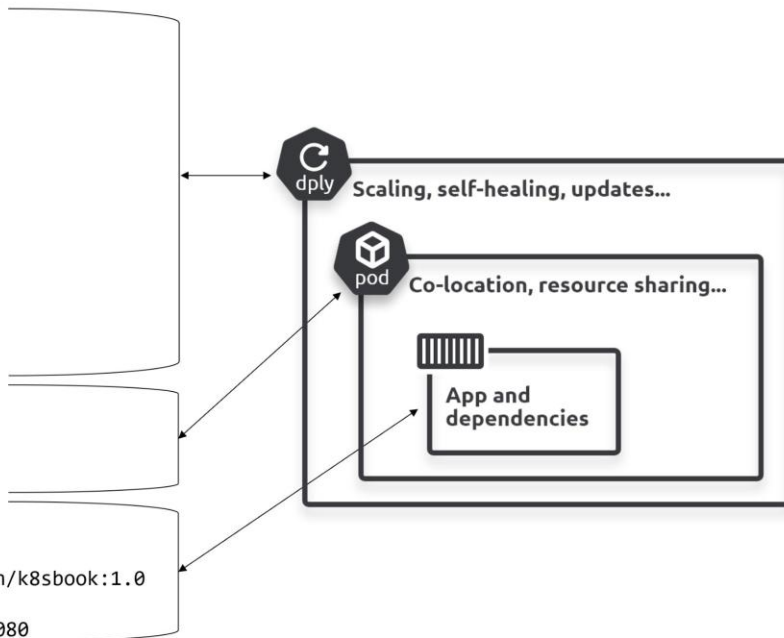 dply
Scaling, self-healing, updates...
pod
Co-location, resource sharing...
App and
dependencies
/k8sbook:1.0
080